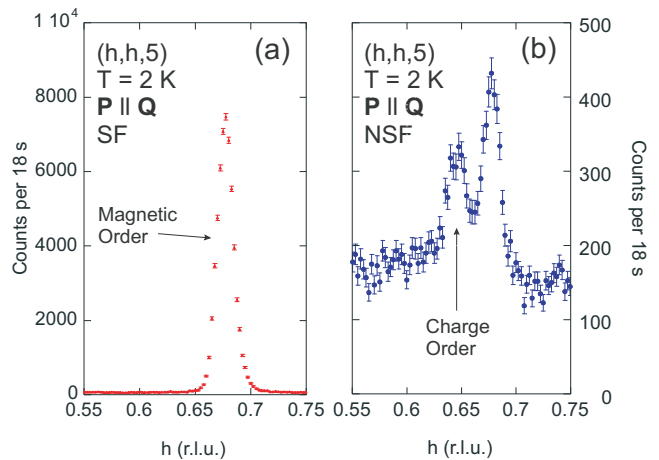 1 10⁴
8000
6000
4000
2000
0
Counts per 18 s
(a)
(h,h,5)
T = 2 K
P || Q
SF
Magnetic
Order
0.55
0.6
0.65
0.7
0.75
h (r.l.u.)
(b)
(h,h,5)
T = 2 K
P || Q
NSF
Charge
Order
0.55
0.6
0.65
0.7
0.75
h (r.l.u.)
500
400
300
200
100
0
Counts per 18 s